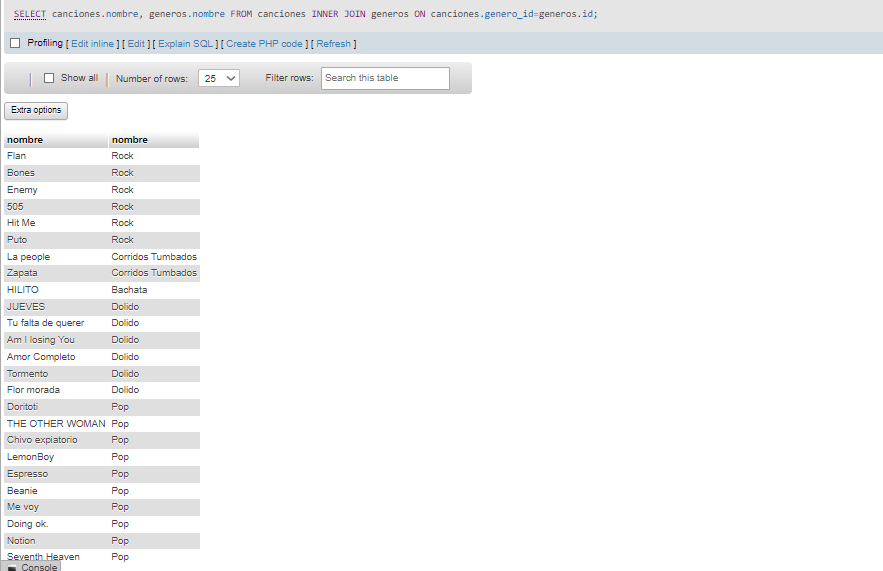 SELECT canciones.nombre, generos.nombre FROM canciones INNER JOIN generos ON canciones.genero_id=generos.id;
Profiling [ Edit inline ] [ Edit ] [ Explain SQL ] [ Create PHP code ] [ Refresh ]
Show all Number of rows: 25 Filter rows: Search this table
Extra options
nombre nombre
Flan Rock
Bones Rock
Enemy Rock
505 Rock
Hit Me Rock
Puto Rock
La people Corridos Tumbados
Zapata Corridos Tumbados
HILITO Bachata
JUEVES Dolido
Tu falta de querer Dolido
Am I losing You Dolido
Amor Completo Dolido
Tormento Dolido
Flor morada Dolido
Doritoti Pop
THE OTHER WOMAN Pop
Chivo expiatorio Pop
LemonBoy Pop
Espresso Pop
Beanie Pop
Me voy Pop
Doing ok. Pop
Notion Pop
Seventh Heaven Pop
Console